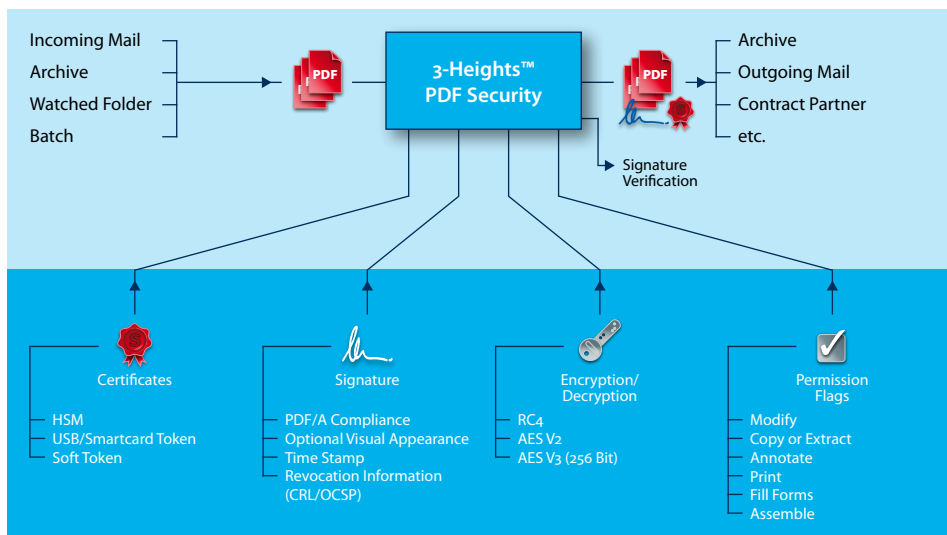 Incoming Mail
Archive
Watched Folder
Batch
PDF
3-Heights™
PDF Security
PDF
Archive
Outgoing Mail
Contract Partner
etc.
Signature
Verification
Certificates
HSM
USB/Smartcard Token
Soft Token
Signature
PDF/A Compliance
Optional Visual Appearance
Time Stamp
Revocation Information
(CRL/OCSP)
Encryption/
Decryption
RC4
AES V2
AES V3 (256 Bit)
Permission
Flags
Modify
Copy or Extract
Annotate
Print
Fill Forms
Assemble